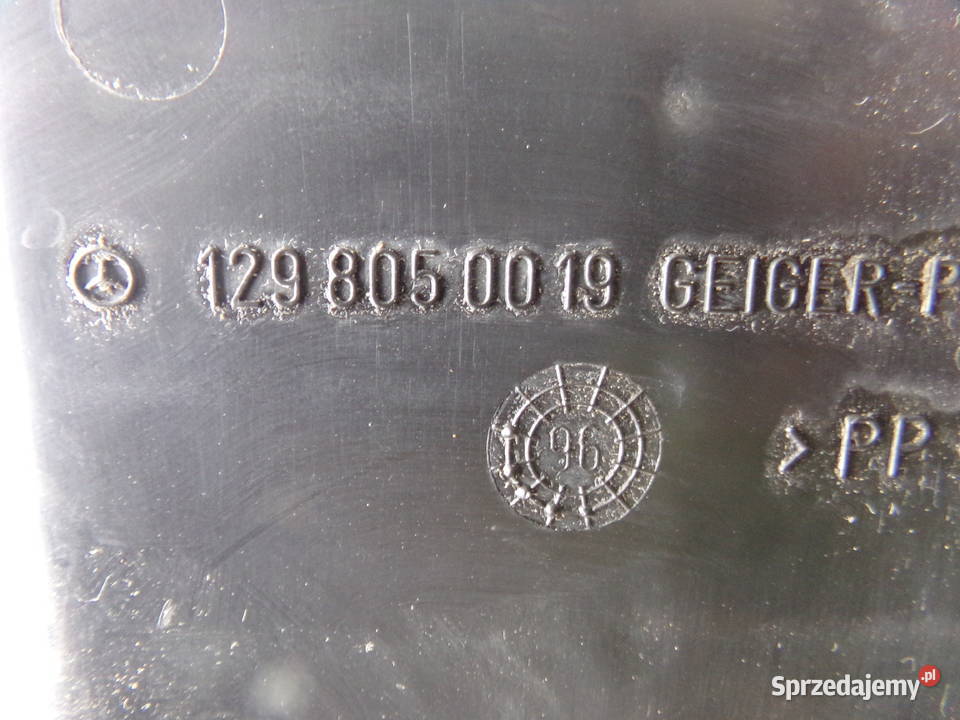 129 805 00 19 GEIGER-P
96
>PP
Sprzedajemy.pl